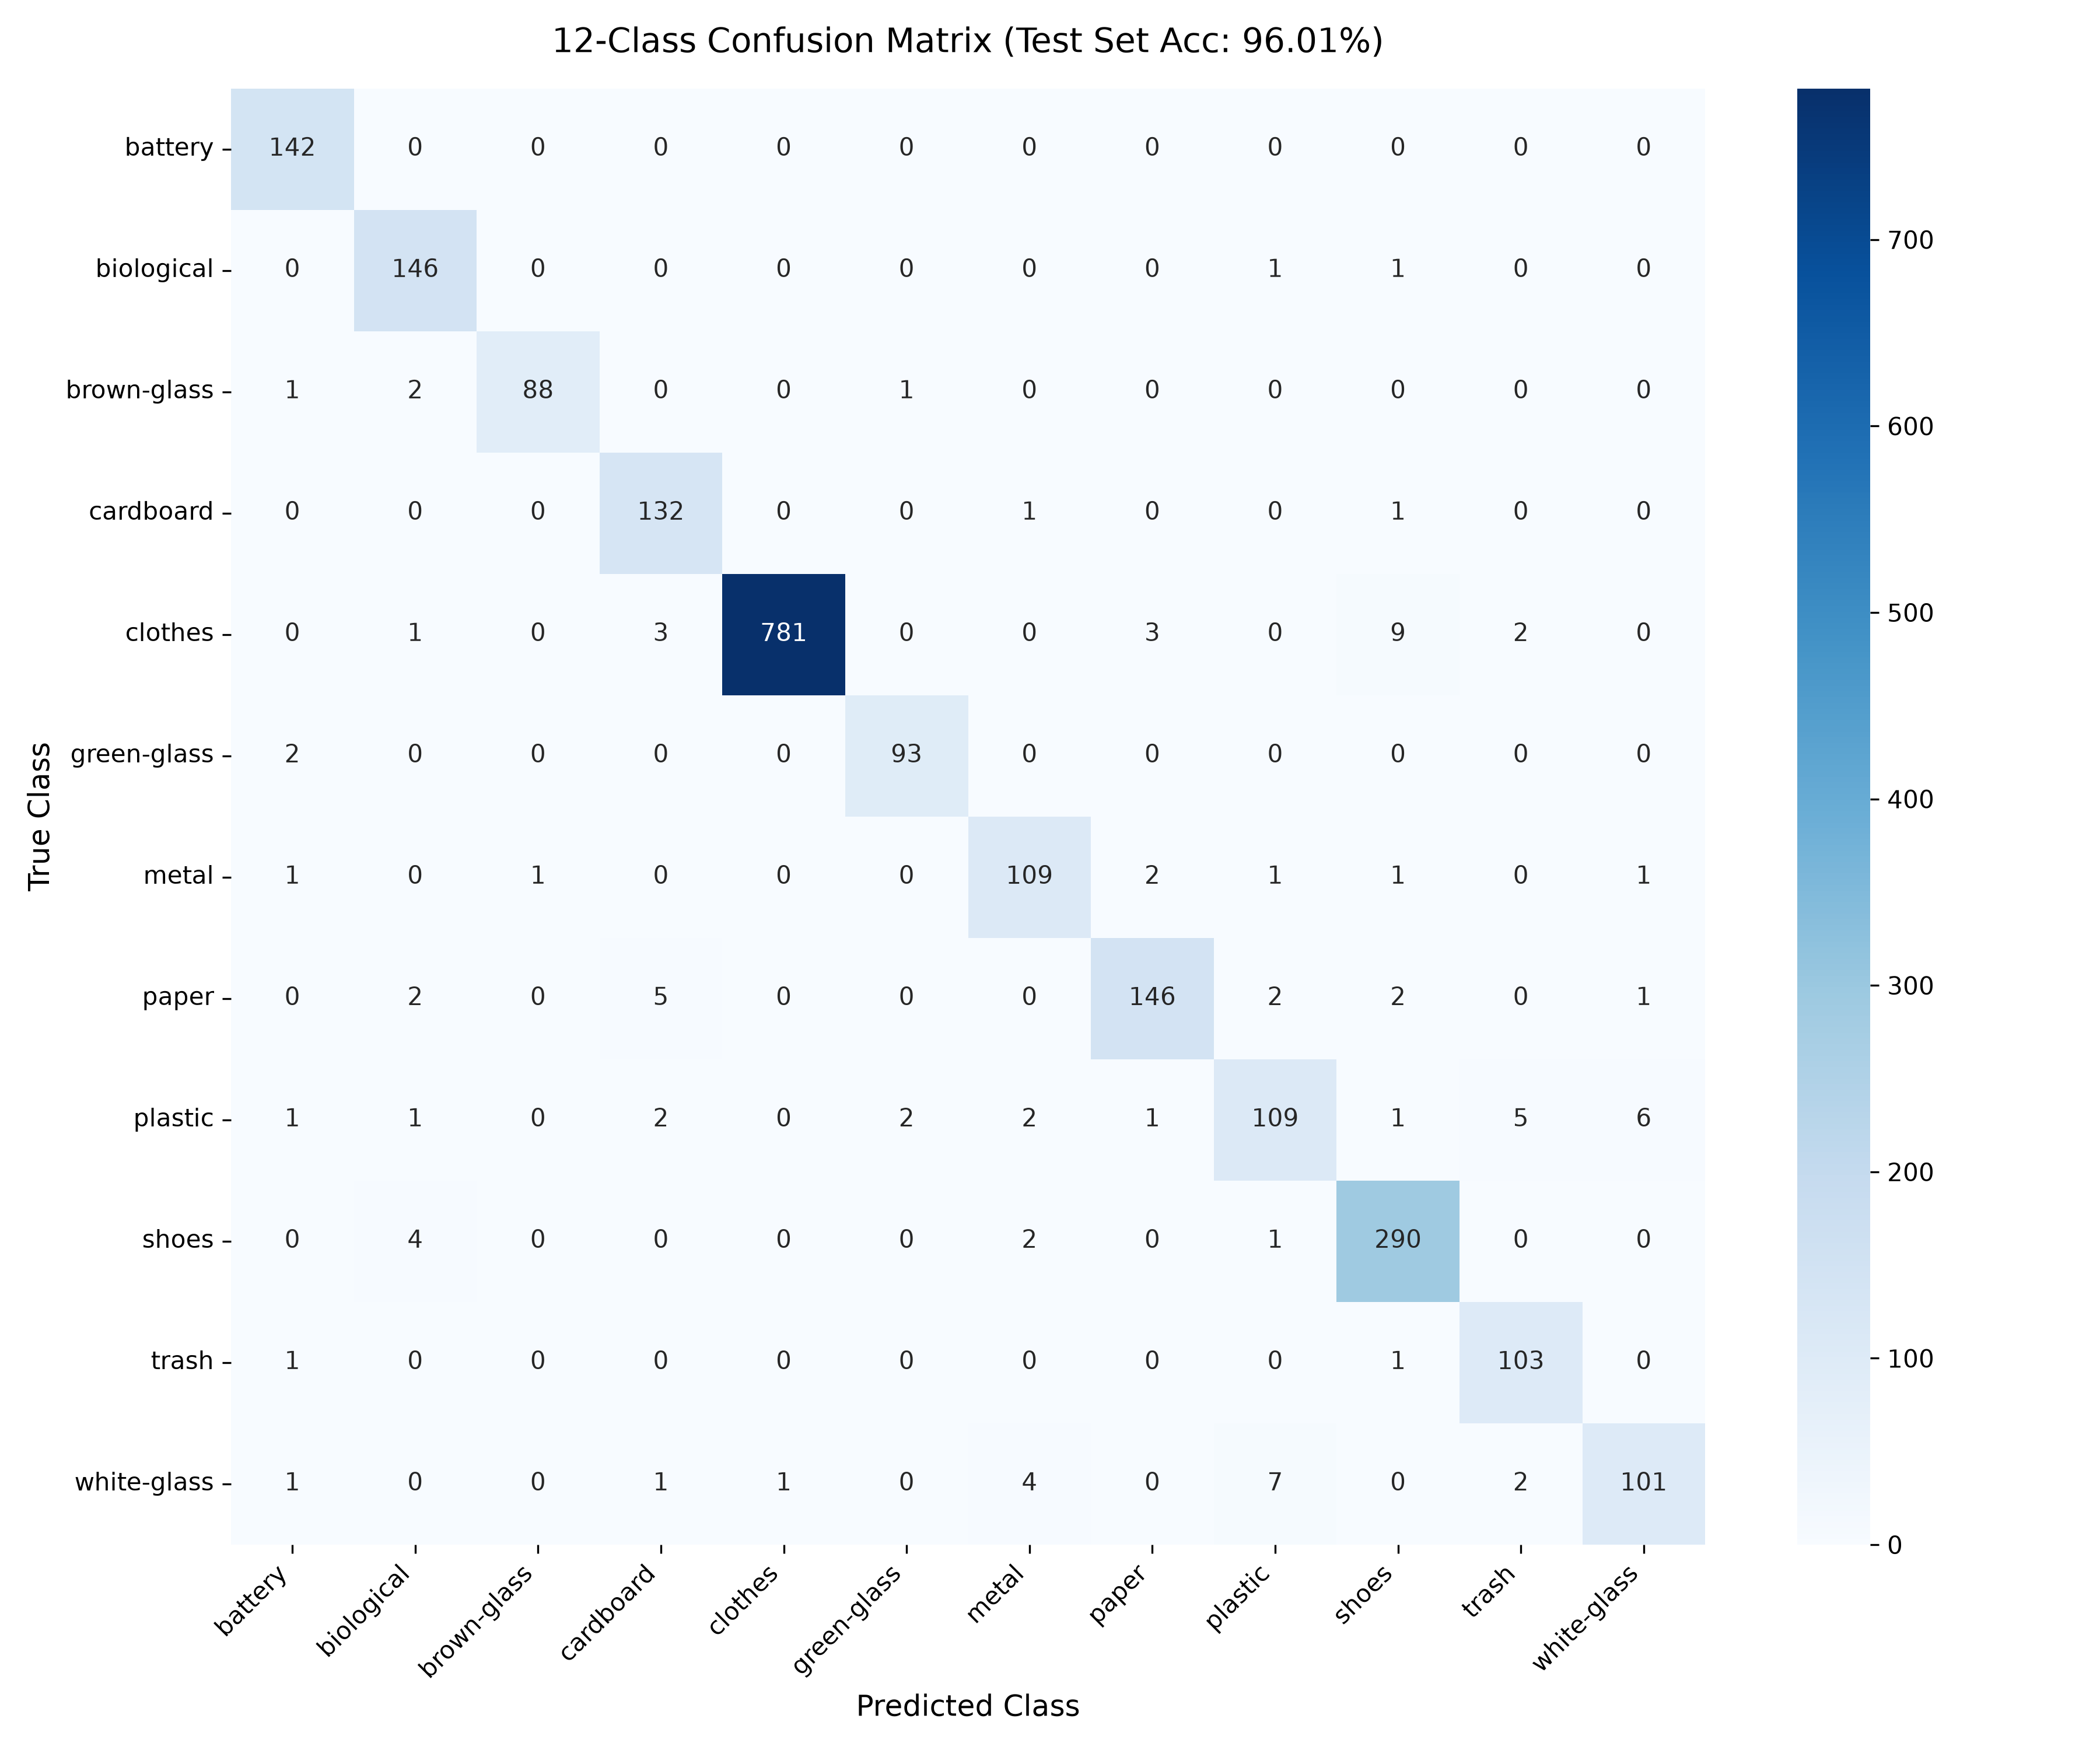 12-Class Confusion Matrix (Test Set Acc: 96.01%)
battery 142 0 0 0 0 0 0 0 0 0 0 0
biological 0 146 0 0 0 0 0 0 1 1 0 0
brown-glass 1 2 88 0 0 1 0 0 0 0 0 0
cardboard 0 0 0 132 0 0 1 0 0 1 0 0
clothes 0 1 0 3 781 0 0 3 0 9 2 0
green-glass 2 0 0 0 0 93 0 0 0 0 0 0
metal 1 0 1 0 0 0 109 2 1 1 0 1
paper 0 2 0 5 0 0 0 146 2 2 0 1
plastic 1 1 0 2 0 2 2 1 109 1 5 6
shoes 0 4 0 0 0 0 2 0 1 290 0 0
trash 1 0 0 0 0 0 0 0 0 1 103 0
white-glass 1 0 0 1 1 0 4 0 7 0 2 101
battery biological brown-glass cardboard clothes green-glass metal paper plastic shoes trash white-glass
Predicted Class
True Class
700
600
500
400
300
200
100
0